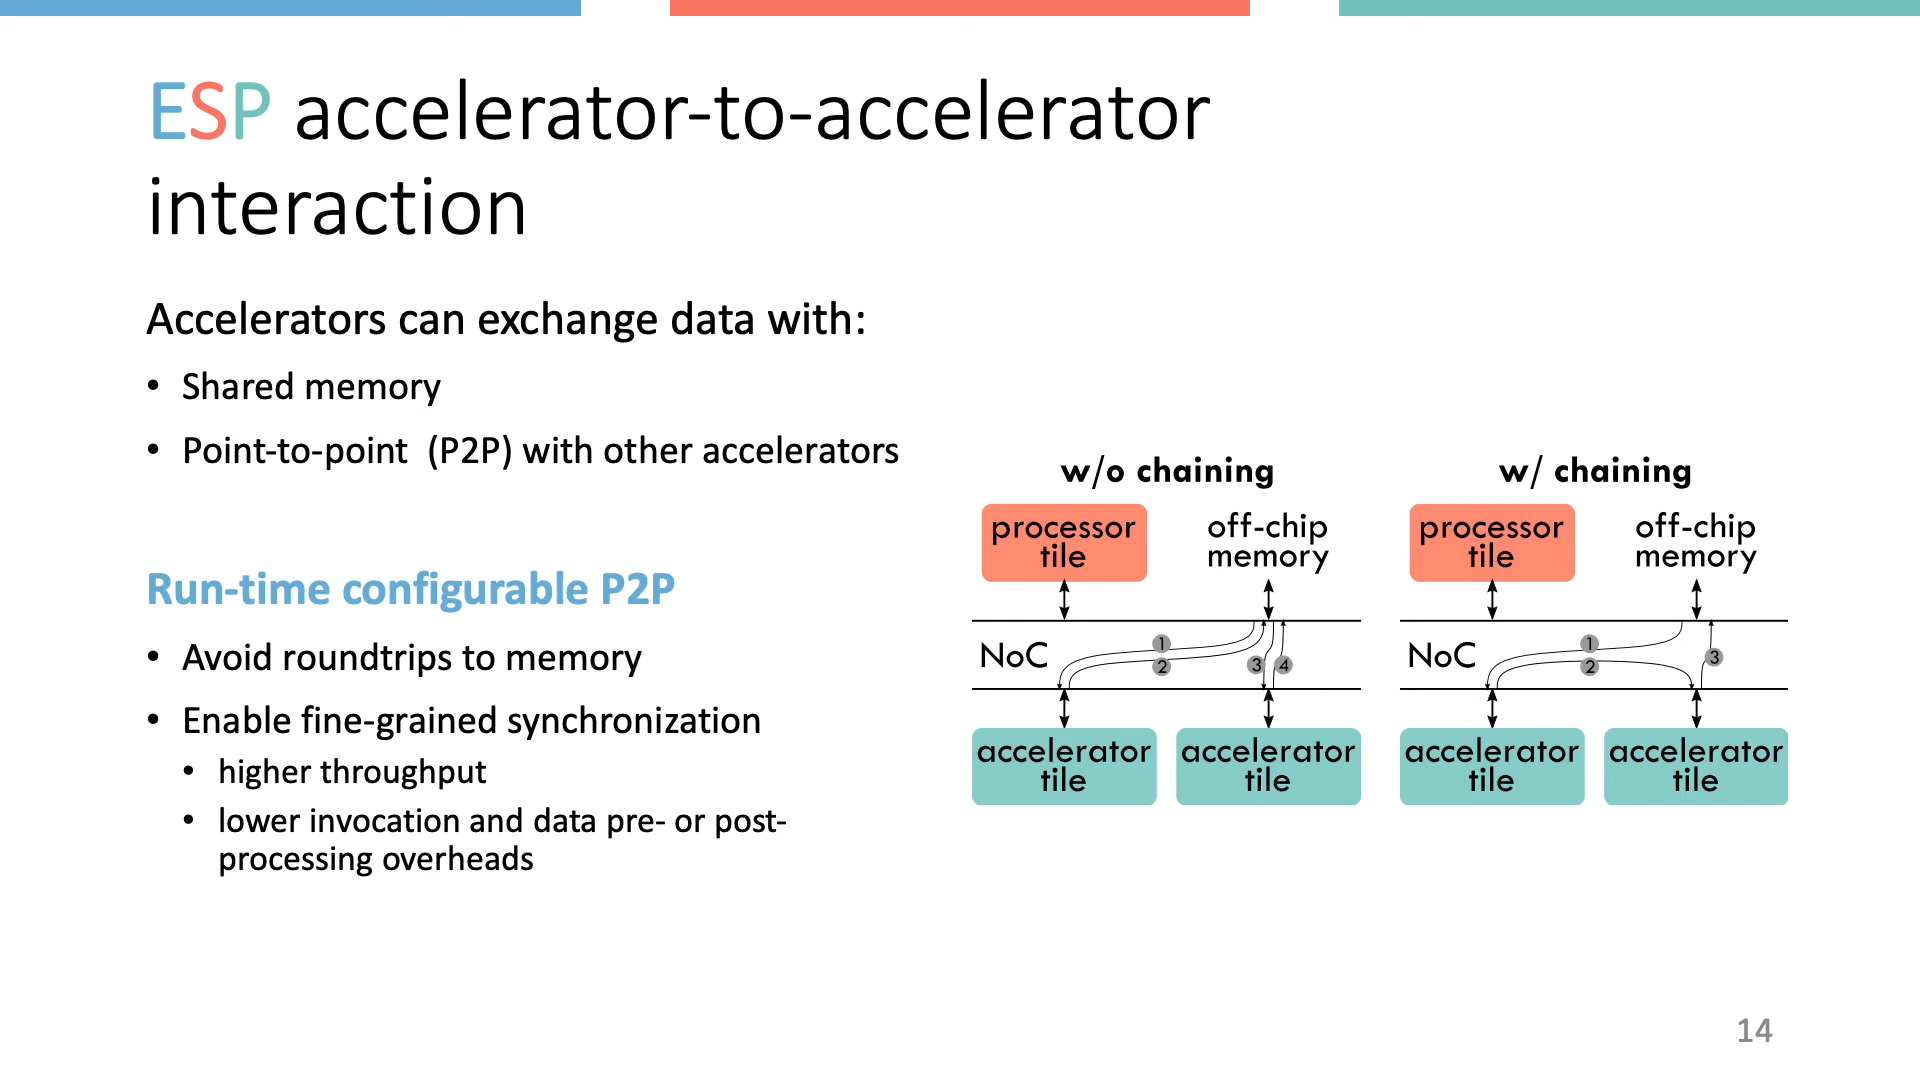 ESP accelerator-to-accelerator
interaction
Accelerators can exchange data with:
• Shared memory
• Point-to-point (P2P) with other accelerators
Run-time configurable P2P
• Avoid roundtrips to memory
• Enable fine-grained synchronization
• higher throughput
• lower invocation and data pre- or post-
processing overheads
w/o chaining
processor
tile
off-chip
memory
NoC
1
2
3
4
accelerator
tile
accelerator
tile
w/ chaining
processor
tile
off-chip
memory
NoC
1
2
3
accelerator
tile
accelerator
tile
14